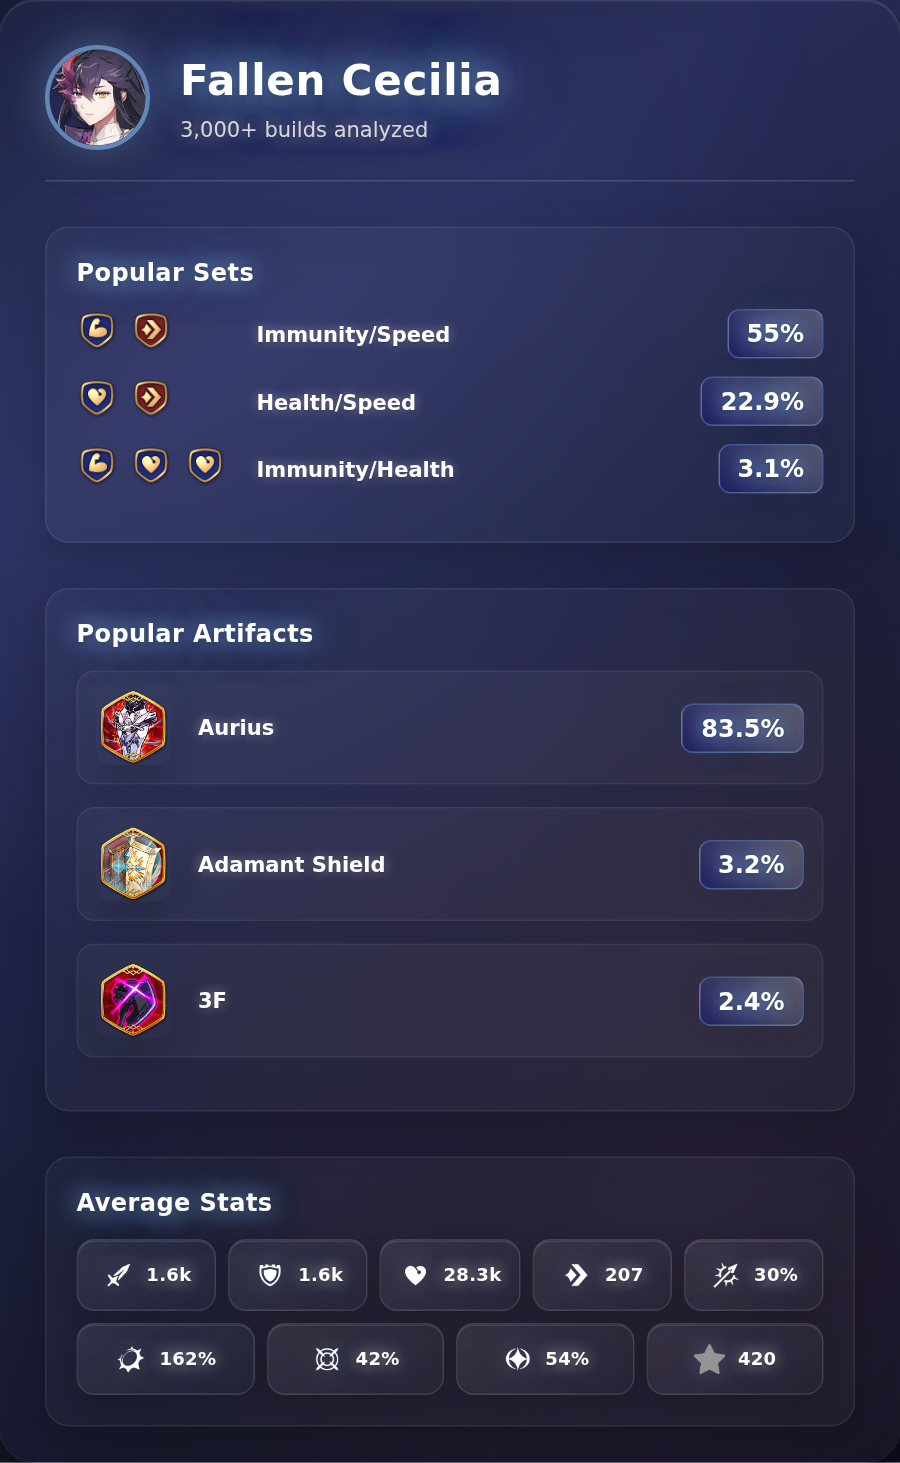 Fallen Cecilia
3,000+ builds analyzed
Popular Sets
Immunity/Speed 55%
Health/Speed 22.9%
Immunity/Health 3.1%
Popular Artifacts
Aurius 83.5%
Adamant Shield 3.2%
3F 2.4%
Average Stats
1.6k 1.6k 28.3k 207 30%
162% 42% 54% 420